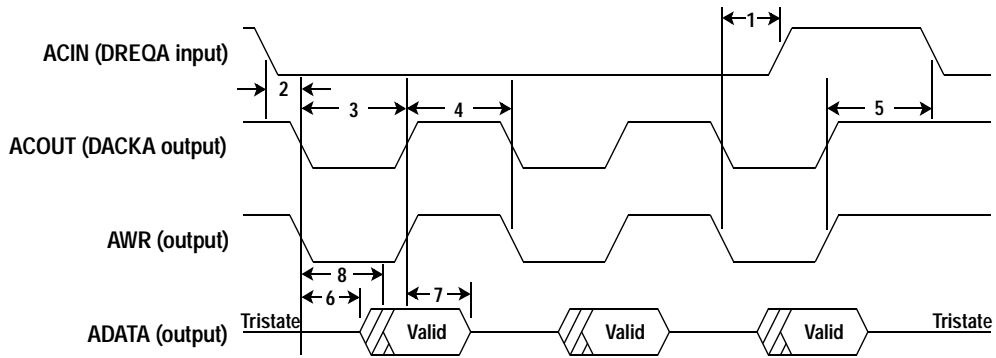 1
ACIN (DREQA input)
2
3
4
5
ACOUT (DACKA output)
AWR (output)
8
6
7
Tristate
Valid
Valid
Valid
Tristate
ADATA (output)